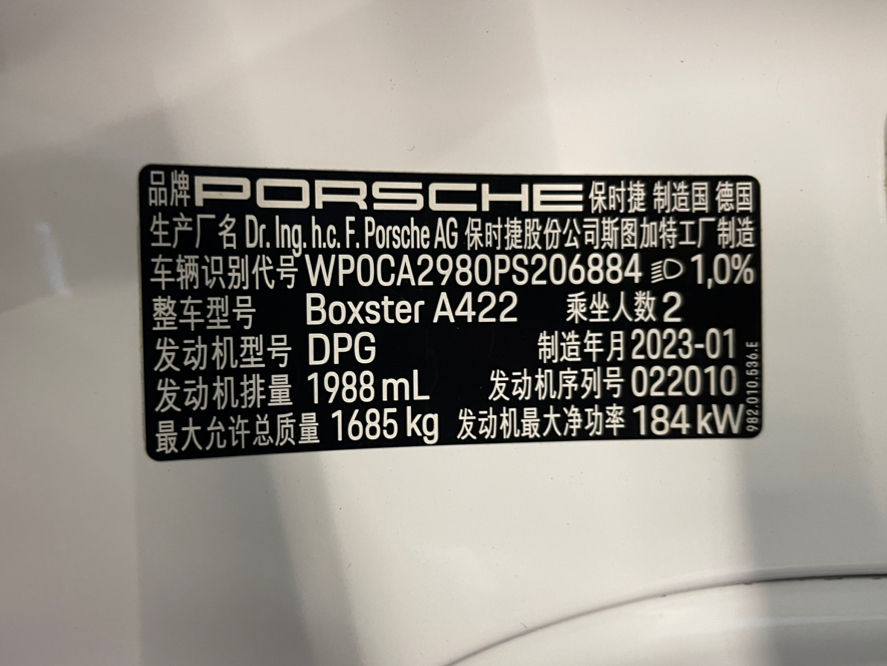 品牌 PORSCHE 保时捷 制造国 德国
生产厂名 Dr. Ing. h.c. F. Porsche AG 保时捷股份公司斯图加特工厂制造
车辆识别代号 WP0CA2980PS206884 1,0%
整车型号 Boxster A422 乘坐人数 2
发动机型号 DPG 制造年月 2023-01
发动机排量 1988 mL 发动机序列号 022010
最大允许总质量 1685 kg 发动机最大净功率 184 kW
982.010.536.E